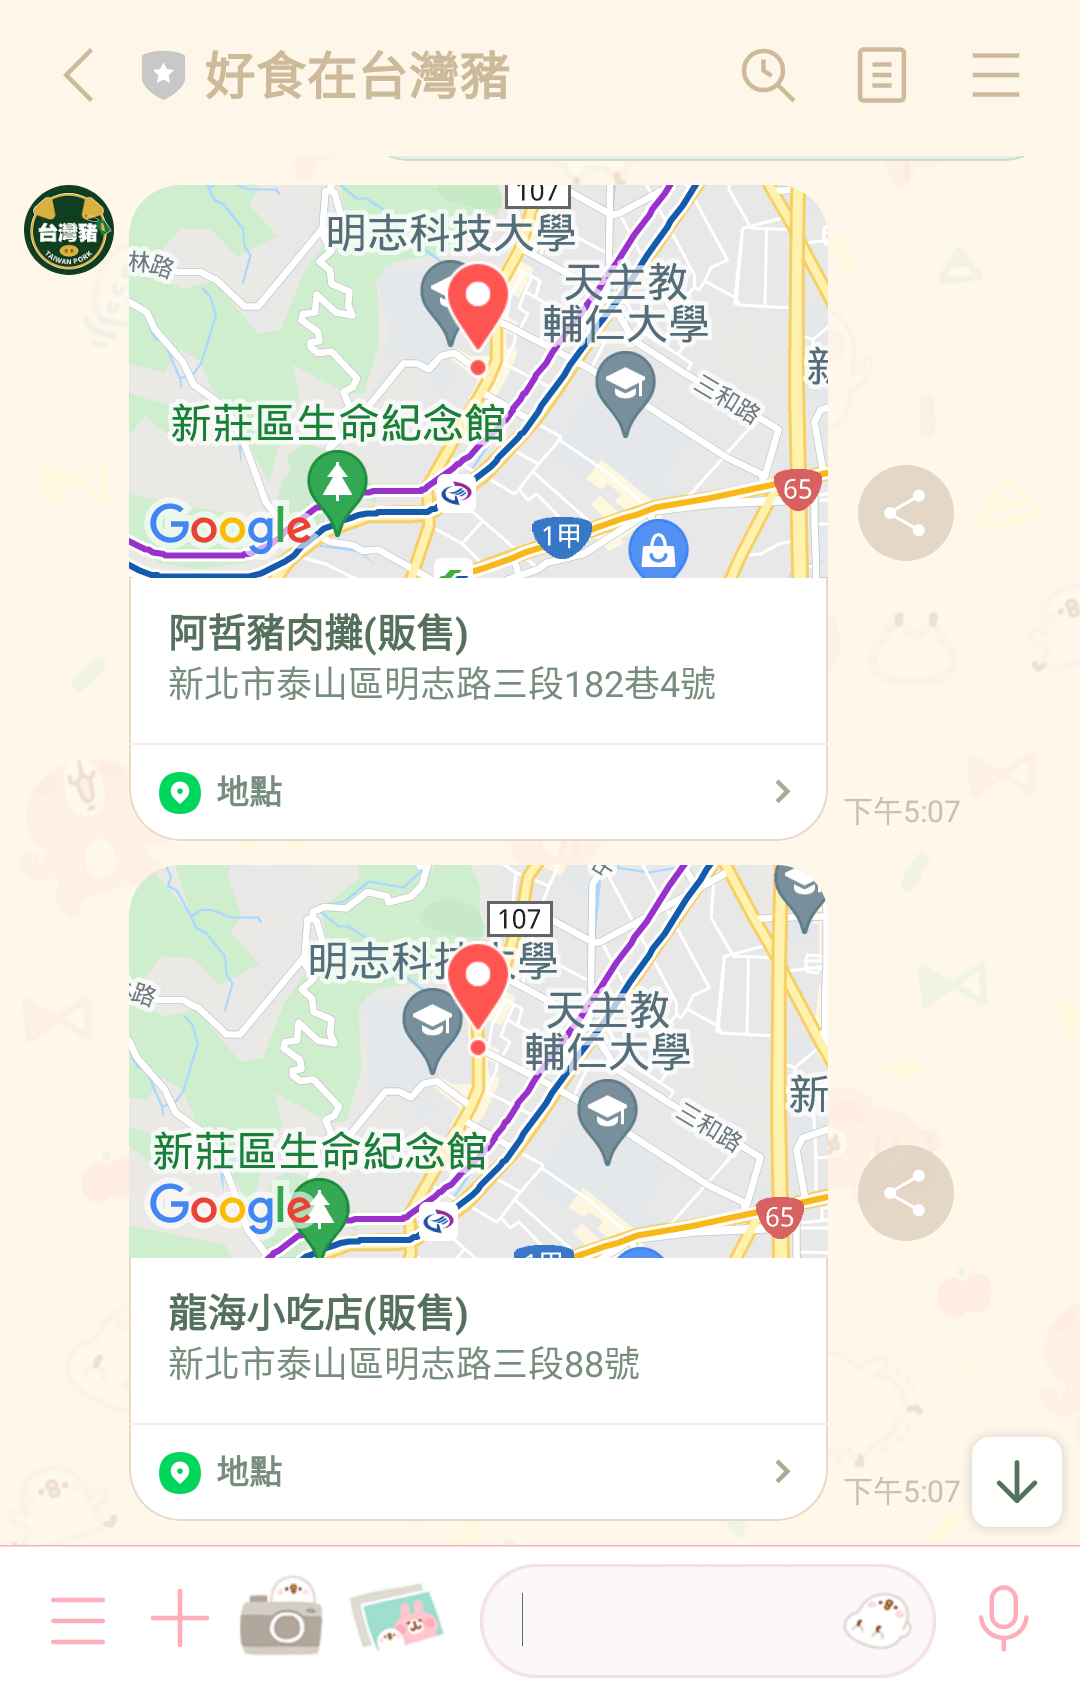 好食在台灣豬
台灣豬
TAIWAN PORK
107
明志科技大學
林路
天主教
輔仁大學
新
三和路
新莊區生命紀念館
65
1甲
Google
阿哲豬肉攤(販售)
新北市泰山區明志路三段182巷4號
地點
下午5:07
107
明志科技大學
路
天主教
輔仁大學
新
三和路
新莊區生命紀念館
Google
65
1甲
龍海小吃店(販售)
新北市泰山區明志路三段88號
地點
下午5:07